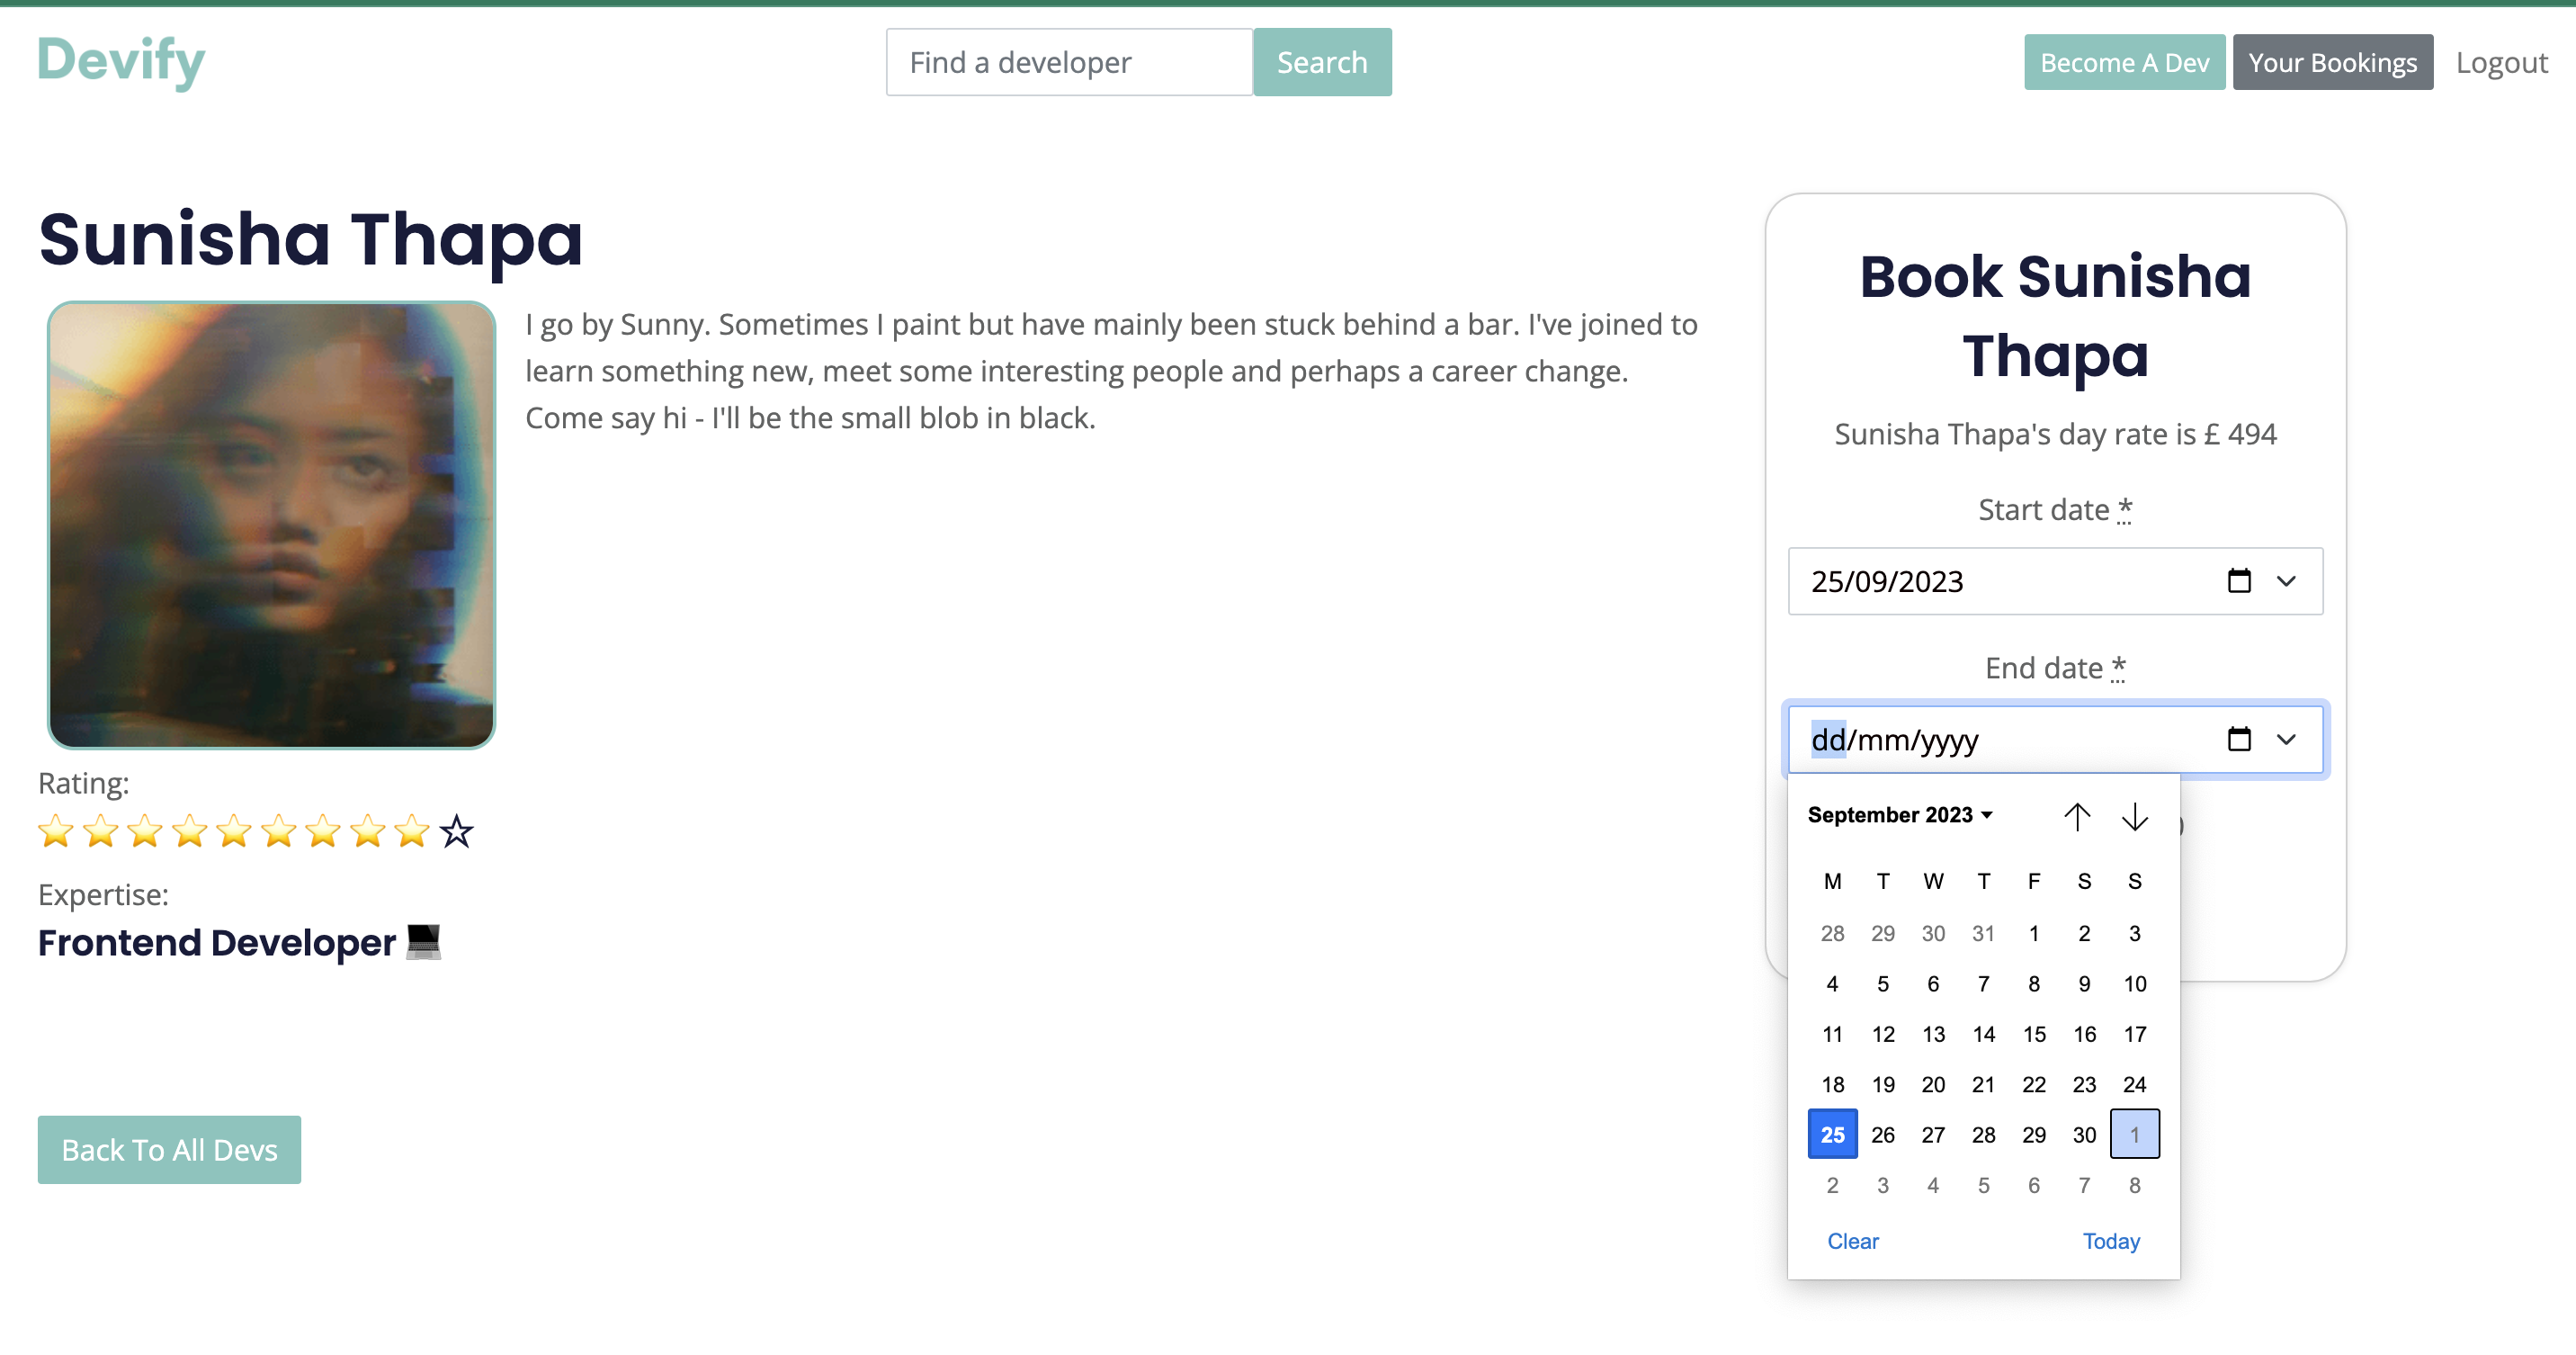 Devify
Find a developer
Search
Become A Dev
Your Bookings
Logout
Sunisha Thapa
I go by Sunny. Sometimes I paint but have mainly been stuck behind a bar. I've joined to
learn something new, meet some interesting people and perhaps a career change.
Come say hi - I'll be the small blob in black.
Rating:
Expertise:
Frontend Developer
Back To All Devs
Book Sunisha
Thapa
Sunisha Thapa's day rate is £ 494
Start date *
25/09/2023
End date *
dd/mm/yyyy
September 2023
M T W T F S S
28 29 30 31 1 2 3
4 5 6 7 8 9 10
11 12 13 14 15 16 17
18 19 20 21 22 23 24
25 26 27 28 29 30 1
2 3 4 5 6 7 8
Clear Today